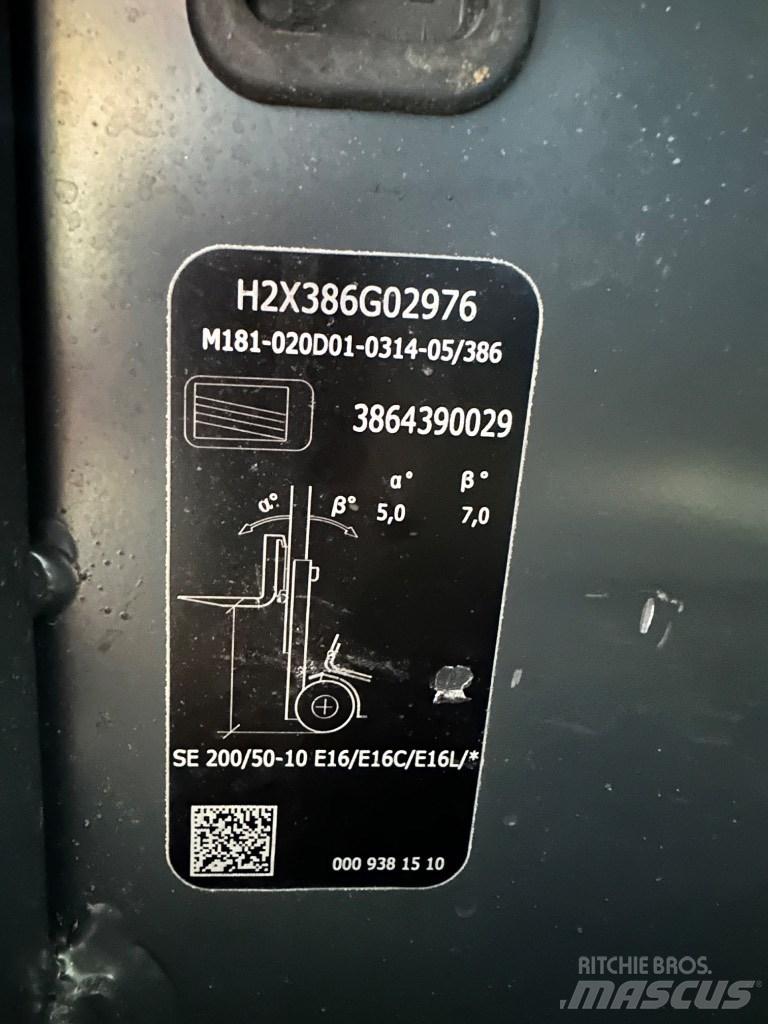 H2X386G02976
M181-020D01-0314-05/386
3864390029
α° β°
α° β° 5,0 7,0
SE 200/50-10 E16/E16C/E16L/*
000 938 15 10
RITCHIE BROS.
MASCUS